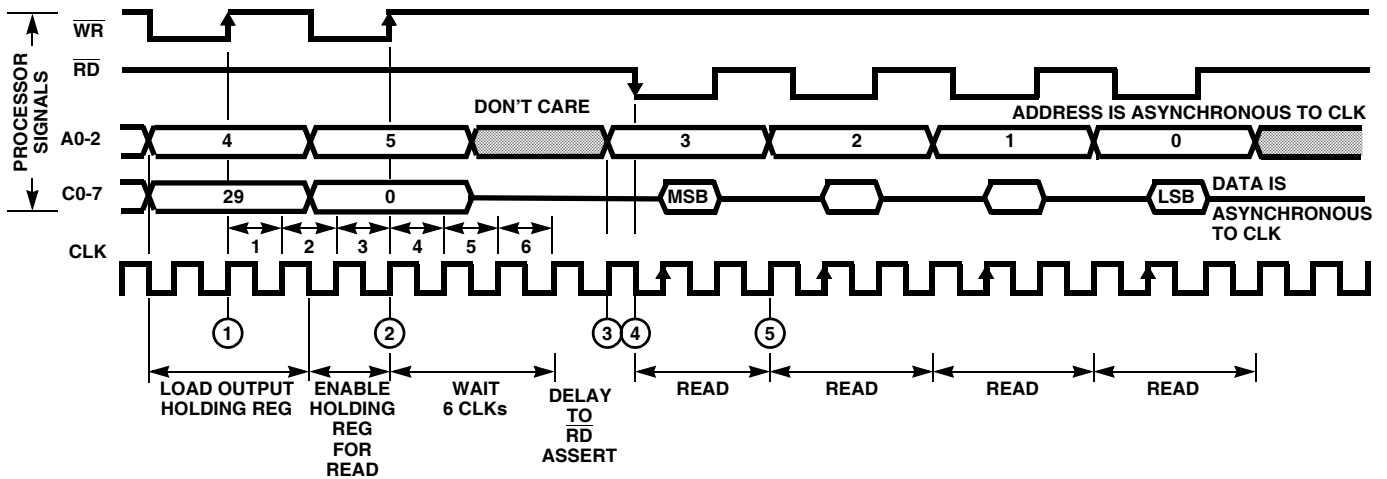 PROCESSOR
SIGNALS
WR
RD
DON'T CARE
ADDRESS IS ASYNCHRONOUS TO CLK
A0-2
4
5
3
2
1
0
C0-7
29
0
MSB
LSB
DATA IS
ASYNCHRONOUS
TO CLK
1
2
3
4
5
6
CLK
1
2
3
4
5
LOAD OUTPUT
HOLDING REG
ENABLE
HOLDING
REG
FOR
READ
WAIT
6 CLKs
DELAY
TO
RD
ASSERT
READ
READ
READ
READ